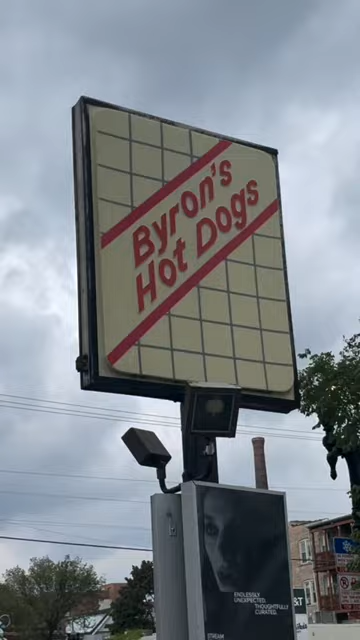 Byron's
Hot Dogs
ENDLESSLY
UNEXPECTED.
THOUGHTFULLY
CURATED.
STREAM